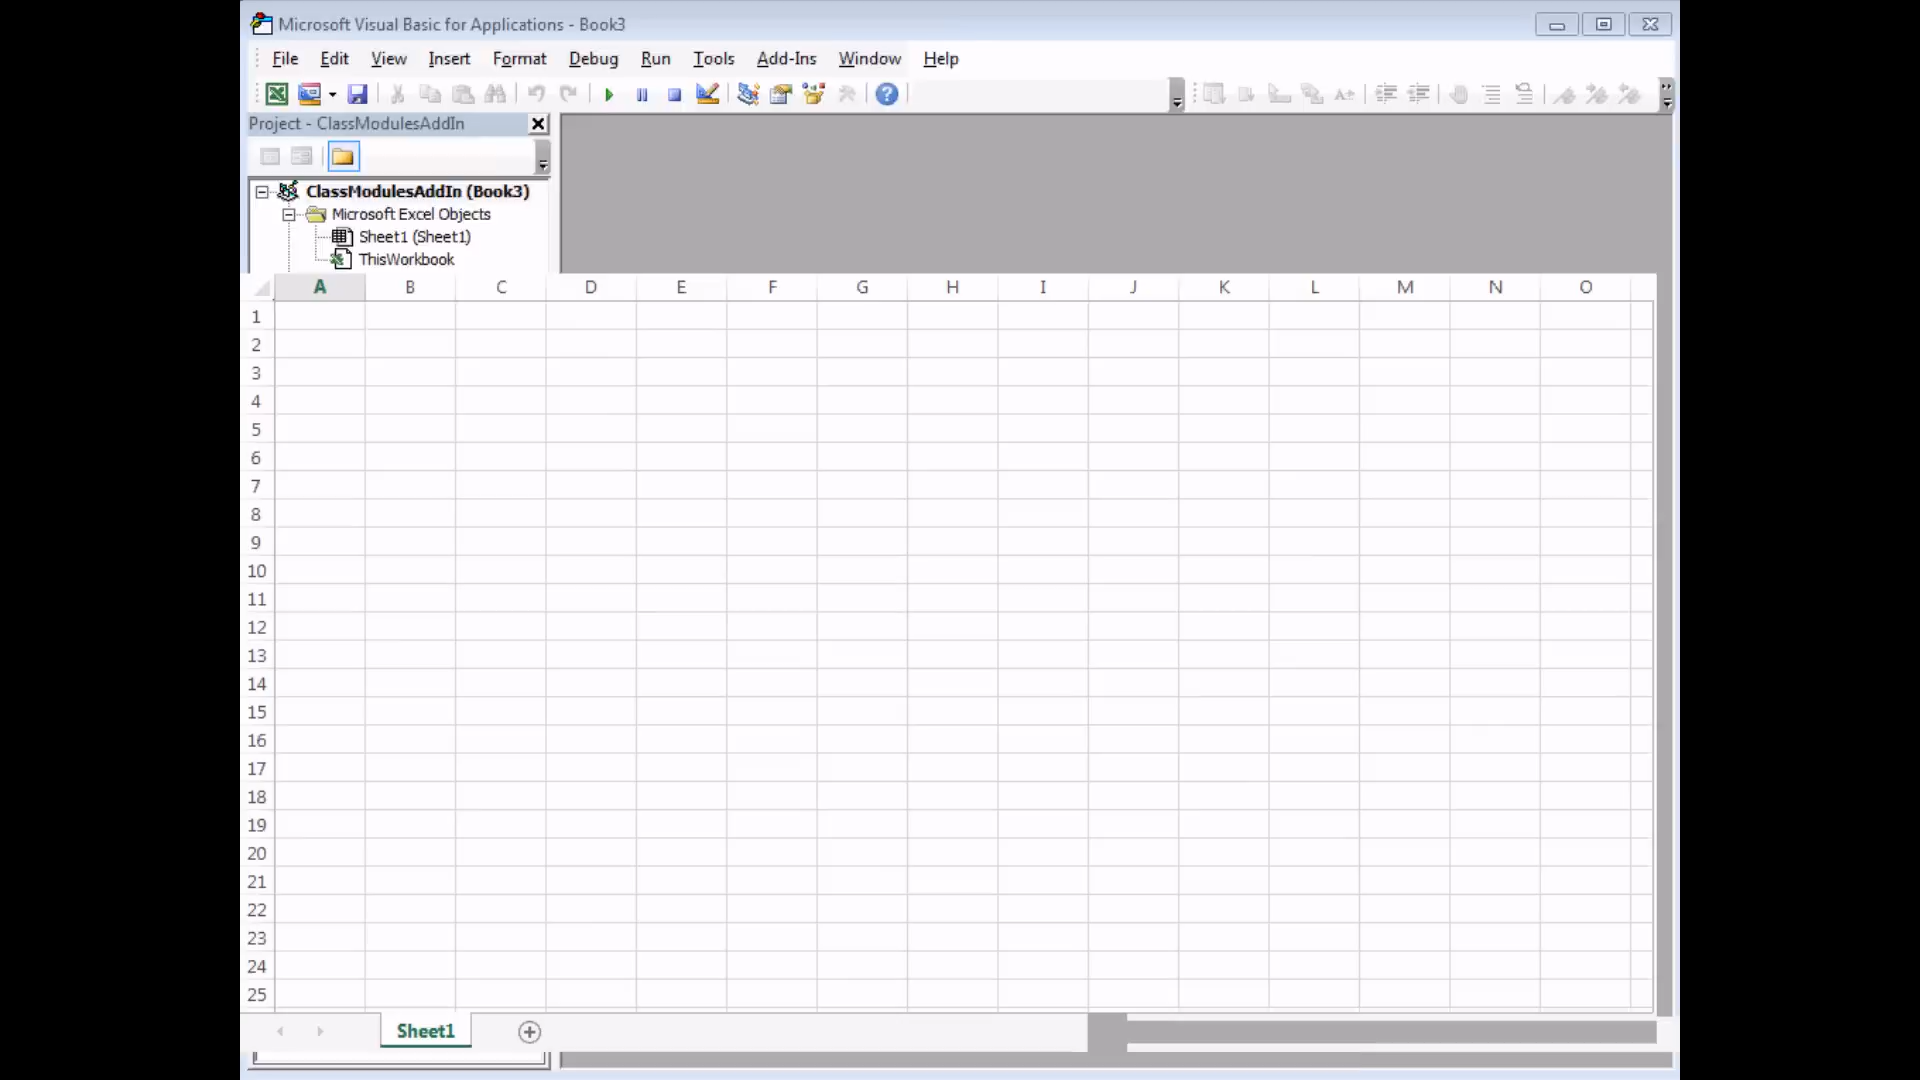 Microsoft Visual Basic for Applications - Book3
File Edit View Insert Format Debug Run Tools Add-Ins Window Help
Project - ClassModulesAddIn
ClassModulesAddIn (Book3)
Microsoft Excel Objects
Sheet1 (Sheet1)
ThisWorkbook
A B C D E F G H I J K L M N O
1
2
3
4
5
6
7
8
9
10
11
12
13
14
15
16
17
18
19
20
21
22
23
24
25
Sheet1